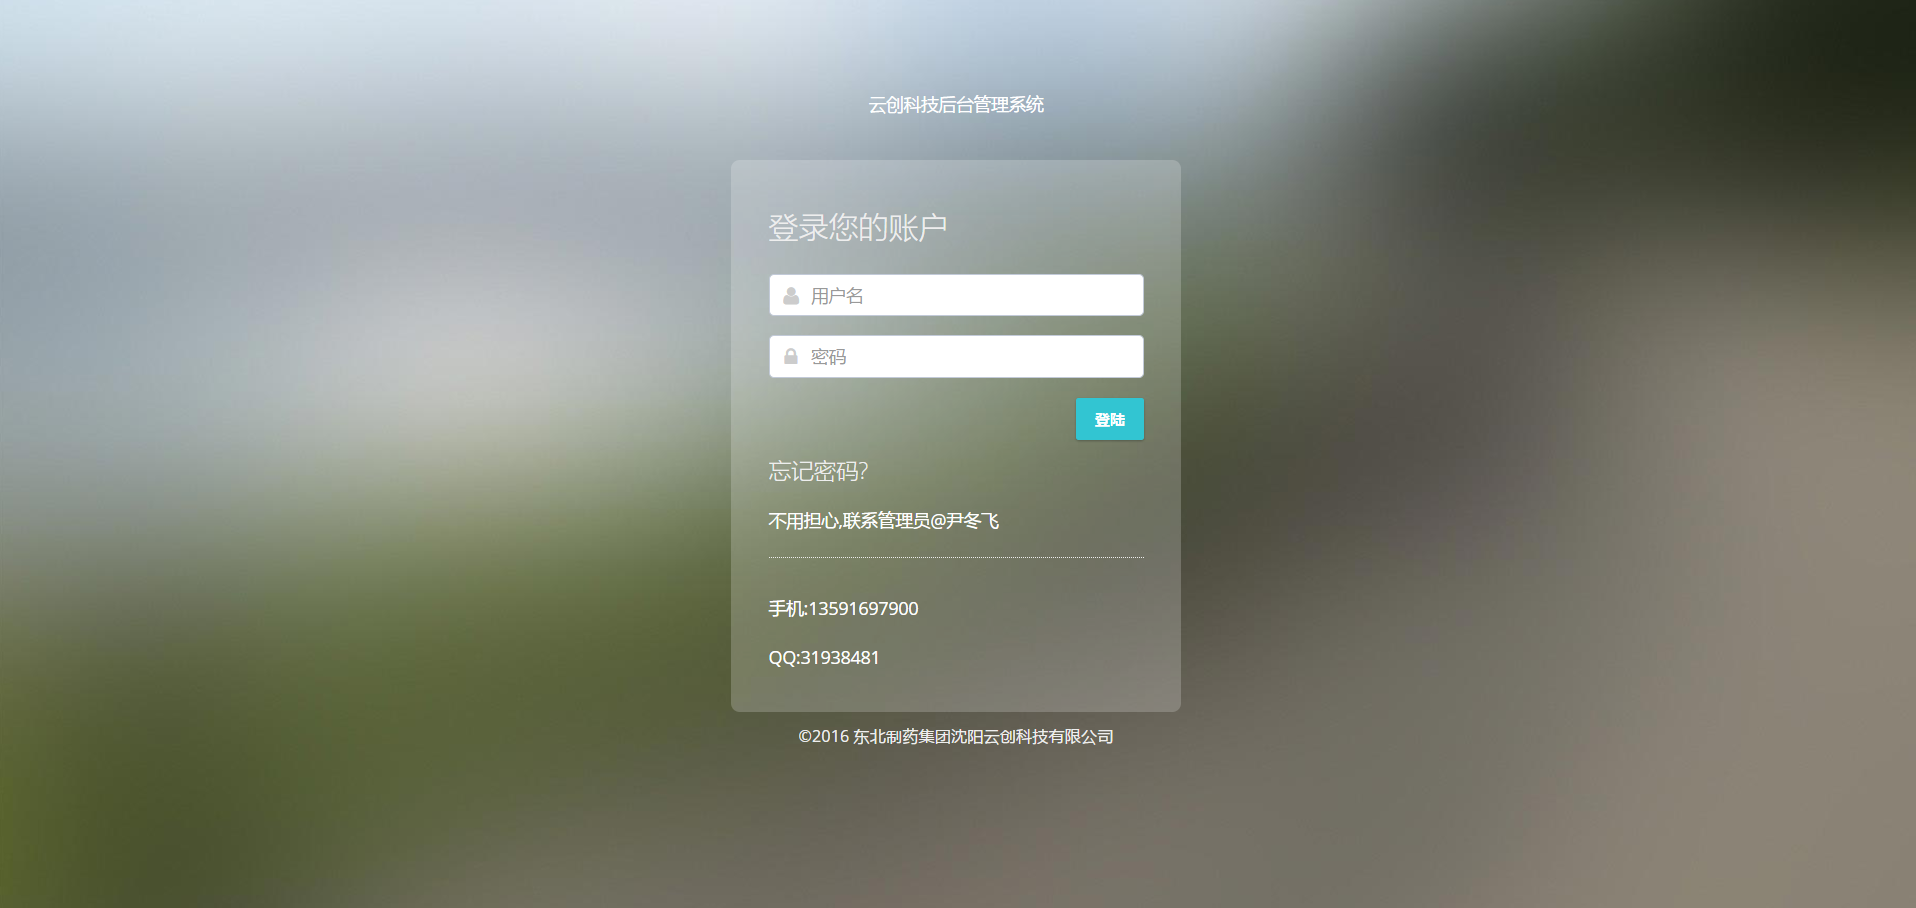 云创科技后台管理系统
登录您的账户
用户名
密码
登陆
忘记密码?
不用担心,联系管理员@尹冬飞
手机:13591697900
QQ:31938481
©2016 东北制药集团沈阳云创科技有限公司